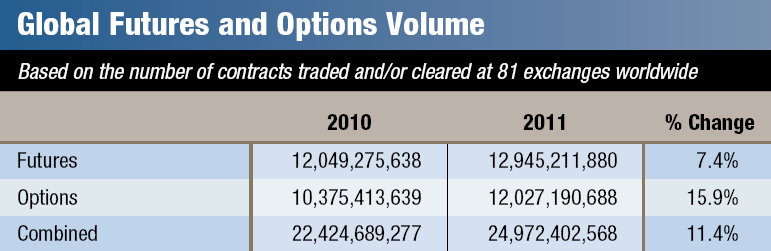 Global Futures and Options Volume
Based on the number of contracts traded and/or cleared at 81 exchanges worldwide
2010 2011 % Change
Futures 12,049,275,638 12,945,211,880 7.4%
Options 10,375,413,639 12,027,190,688 15.9%
Combined 22,424,689,277 24,972,402,568 11.4%